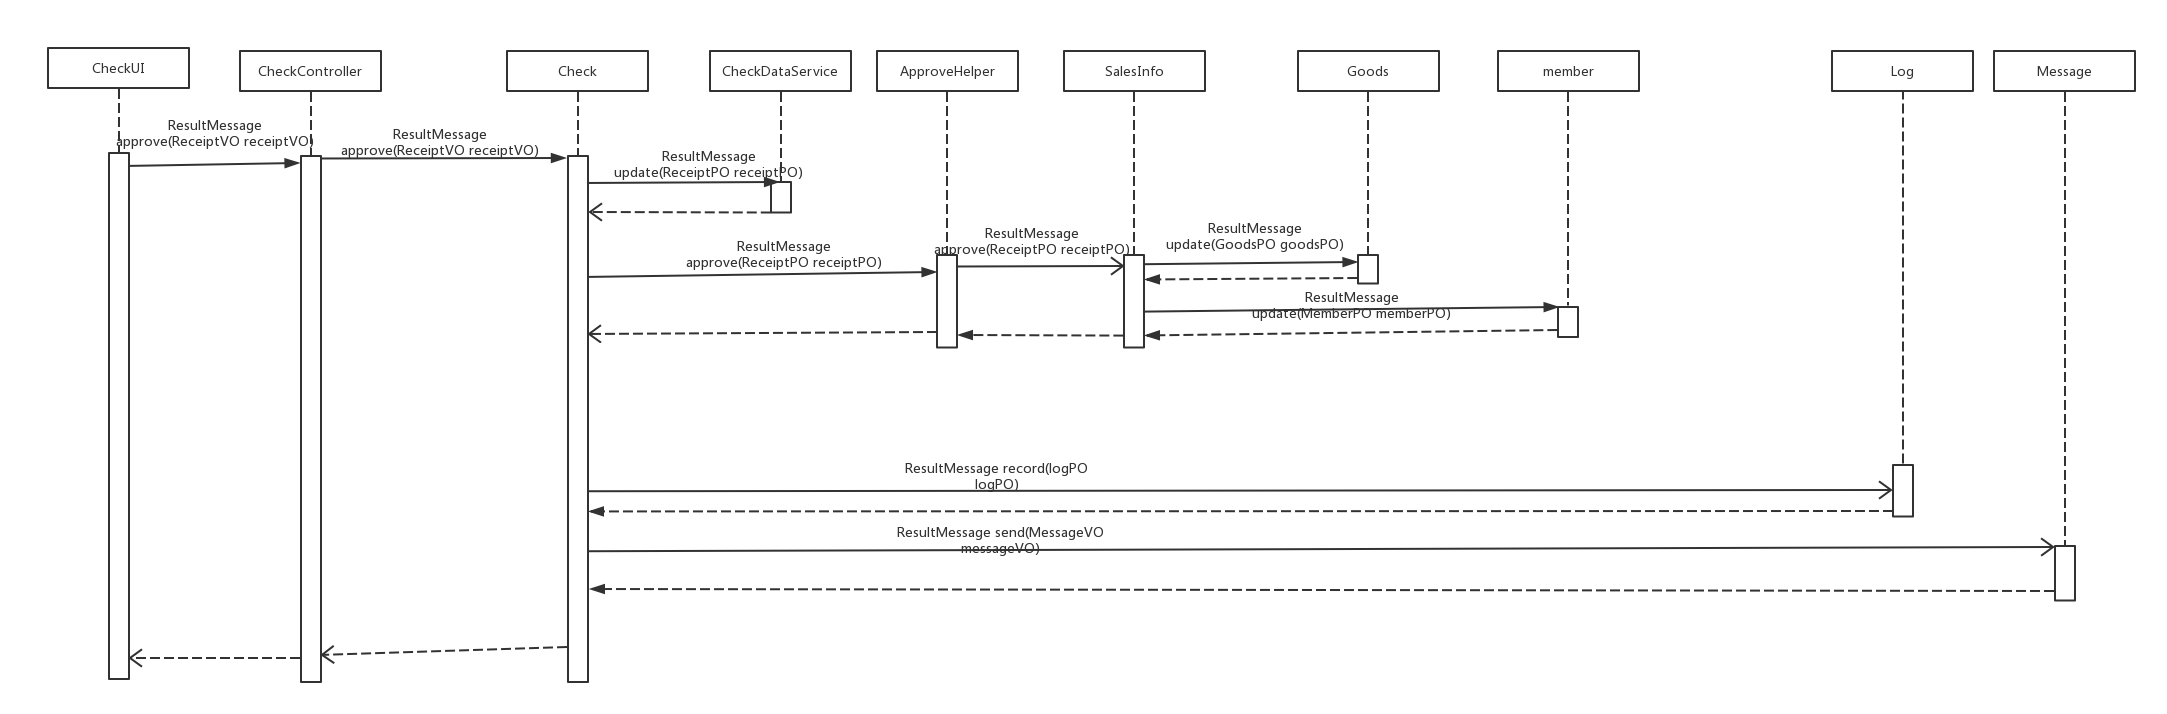 CheckUI
CheckController
Check
CheckDataService
ApproveHelper
SalesInfo
Goods
member
Log
Message
ResultMessage
approve(ReceiptVO receiptVO)
ResultMessage
approve(ReceiptVO receiptVO)
ResultMessage
update(ReceiptPO receiptPO)
ResultMessage
approve(ReceiptPO receiptPO)
ResultMessage
approve(ReceiptPO receiptPO)
ResultMessage
update(GoodsPO goodsPO)
ResultMessage
update(MemberPO memberPO)
ResultMessage record(logPO
logPO)
ResultMessage send(MessageVO
messageVO)